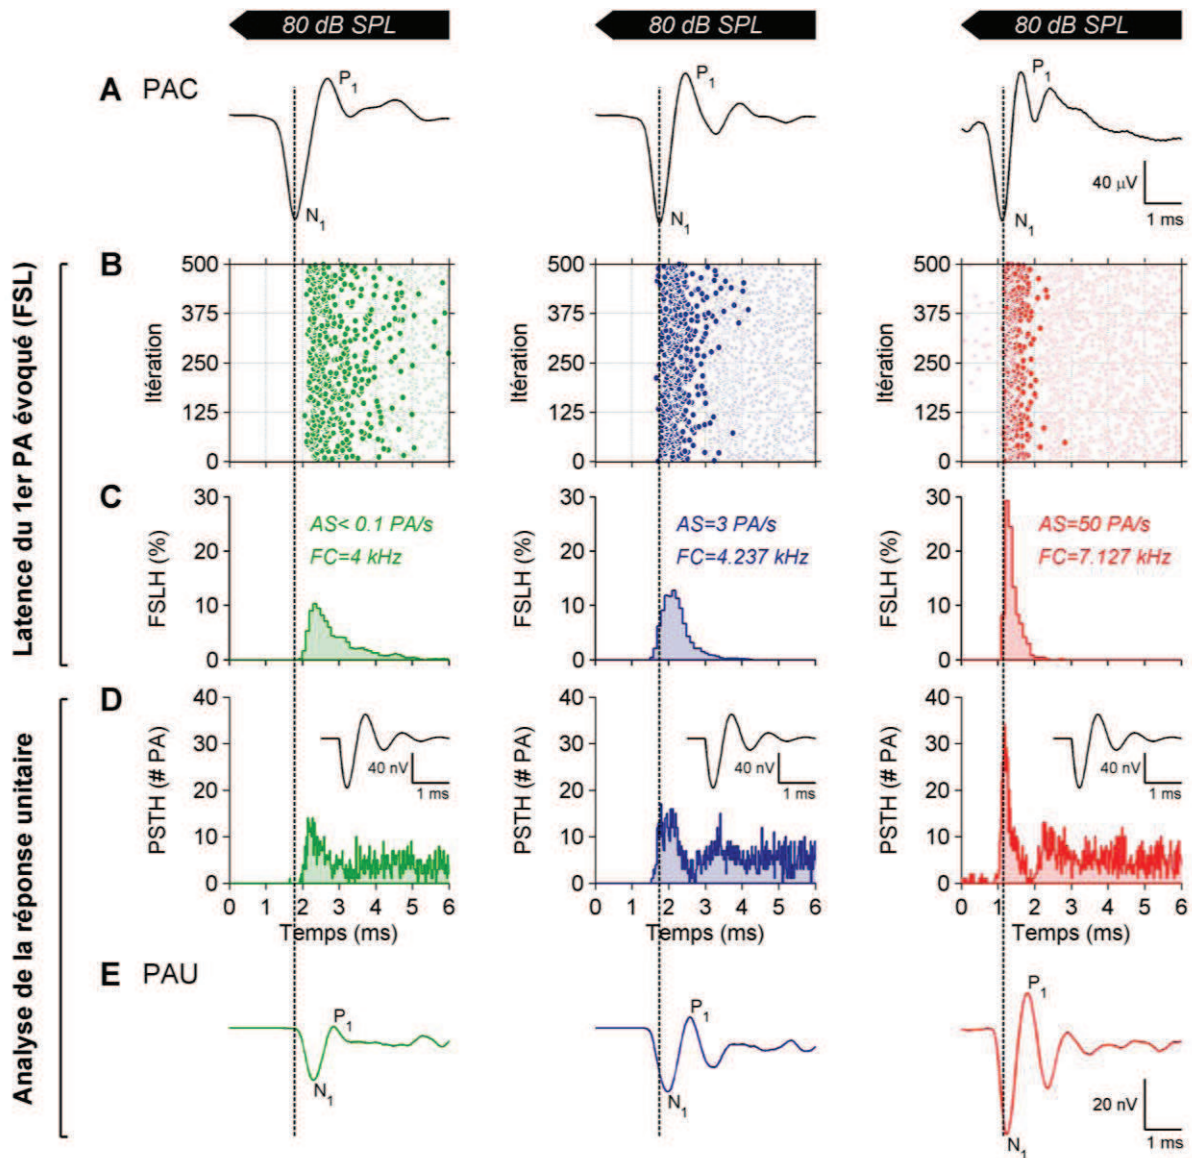 80 dB SPL 80 dB SPL 80 dB SPL
A PAC
P1 P1 P1
N1 N1 N1
40 µV
1 ms
Latence du 1er PA évoqué (FSL)
B
Itération Itération Itération
500 500 500
375 375 375
250 250 250
125 125 125
0 0 0
C
FSLH (%) FSLH (%) FSLH (%)
30 30 30
20 20 20
10 10 10
0 0 0
AS< 0.1 PA/s AS=3 PA/s AS=50 PA/s
FC=4 kHz FC=4.237 kHz FC=7.127 kHz
Analyse de la réponse unitaire
D
PSTH (# PA) PSTH (# PA) PSTH (# PA)
40 40 40
30 30 30
20 20 20
10 10 10
0 0 0
40 nV 40 nV 40 nV
1 ms 1 ms 1 ms
0 1 2 3 4 5 6 0 1 2 3 4 5 6 0 1 2 3 4 5 6
Temps (ms) Temps (ms) Temps (ms)
E PAU
P1 P1 P1
N1 N1 N1
20 nV
1 ms